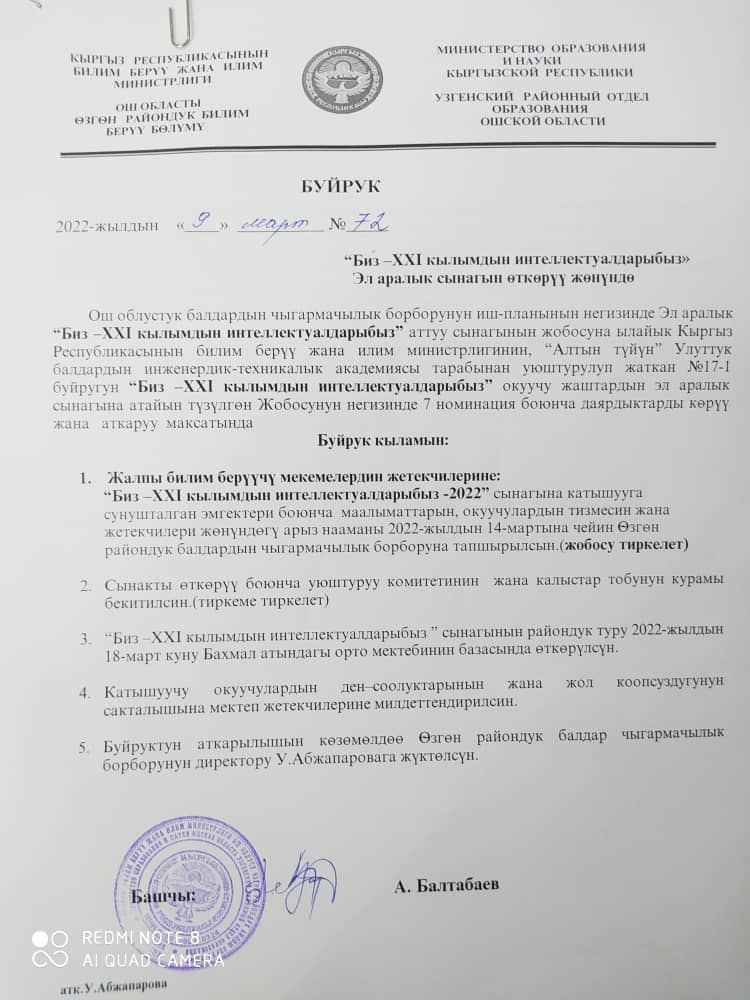 КЫРГЫЗ РЕСПУБЛИКАСЫНЫН
БИЛИМ БЕРҮҮ ЖАНА ИЛИМ
МИНИСТРЛИГИ
ОШ ОБЛАСТЫ
ӨЗГӨН РАЙОНДУК БИЛИМ
БЕРҮҮ БӨЛҮМҮ
МИНИСТЕРСТВО ОБРАЗОВАНИЯ
И НАУКИ
КЫРГЫЗСКОЙ РЕСПУБЛИКИ
УЗГЕНСКИЙ РАЙОННЫЙ ОТДЕЛ
ОБРАЗОВАНИЯ
ОШСКОЙ ОБЛАСТИ
БУЙРУК
2022-жылдын «9» март №72
“Биз –XXI кылымдын интеллектуалдарыбыз»
Эл аралык сынагын өткөрүү жөнүндө
Ош облустук балдардын чыгармачылык борборунун иш-планынын негизинде Эл аралык
“Биз –XXI кылымдын интеллектуалдарыбыз” аттуу сынагынын жобосуна ылайык Кыргыз
Республикасынын билим берүү жана илим министрлигинин, “Алтын түйүн” Улуттук
балдардын инженердик-техникалык академиясы тарабынан уюштурулуп жаткан №17-1
буйругун “Биз –XXI кылымдын интеллектуалдарыбыз” окуучу жаштардын эл аралык
сынагына атайын түзүлгөн Жобосунун негизинде 7 номинация боюнча даярдыктарды көрүү
жана аткаруу максатында
Буйрук кыламын:
1. Жалпы билим берүүчү мекемелердин жетекчилерине:
“Биз –XXI кылымдын интеллектуалдарыбыз -2022” сынагына катышууга
сунушталган эмгектери боюнча маалыматтарын, окуучулардын тизмесин жана
жетекчилери жөнүндөгү арыз нааманы 2022-жылдын 14-мартына чейин Өзгөн
райондук балдардын чыгармачылык борборуна тапшырылсын.(жобосу тиркелет)
2. Сынакты өткөрүү боюнча уюштуруу комитетинин жана калыстар тобунун курамы
бекитилсин.(тиркеме тиркелет)
3. “Биз –XXI кылымдын интеллектуалдарыбыз ” сынагынын райондук туру 2022-жылдын
18-март куну Бахмал атындагы орто мектебинин базасында өткөрүлсүн.
4. Катышуучу окуучулардын ден–соолуктарынын жана жол коопсуздугунун
сакталышына мектеп жетекчилерине милдеттендирилсин.
5. Буйруктун аткарылышын көзөмөлдөө Өзгөн райондук балдар чыгармачылык
борборунун директору У.Абжапаровага жүктөлсүн.
Башчы:
А. Балтабаев
REDMI NOTE 8
AI QUAD CAMERA
атк.У.Абжапарова